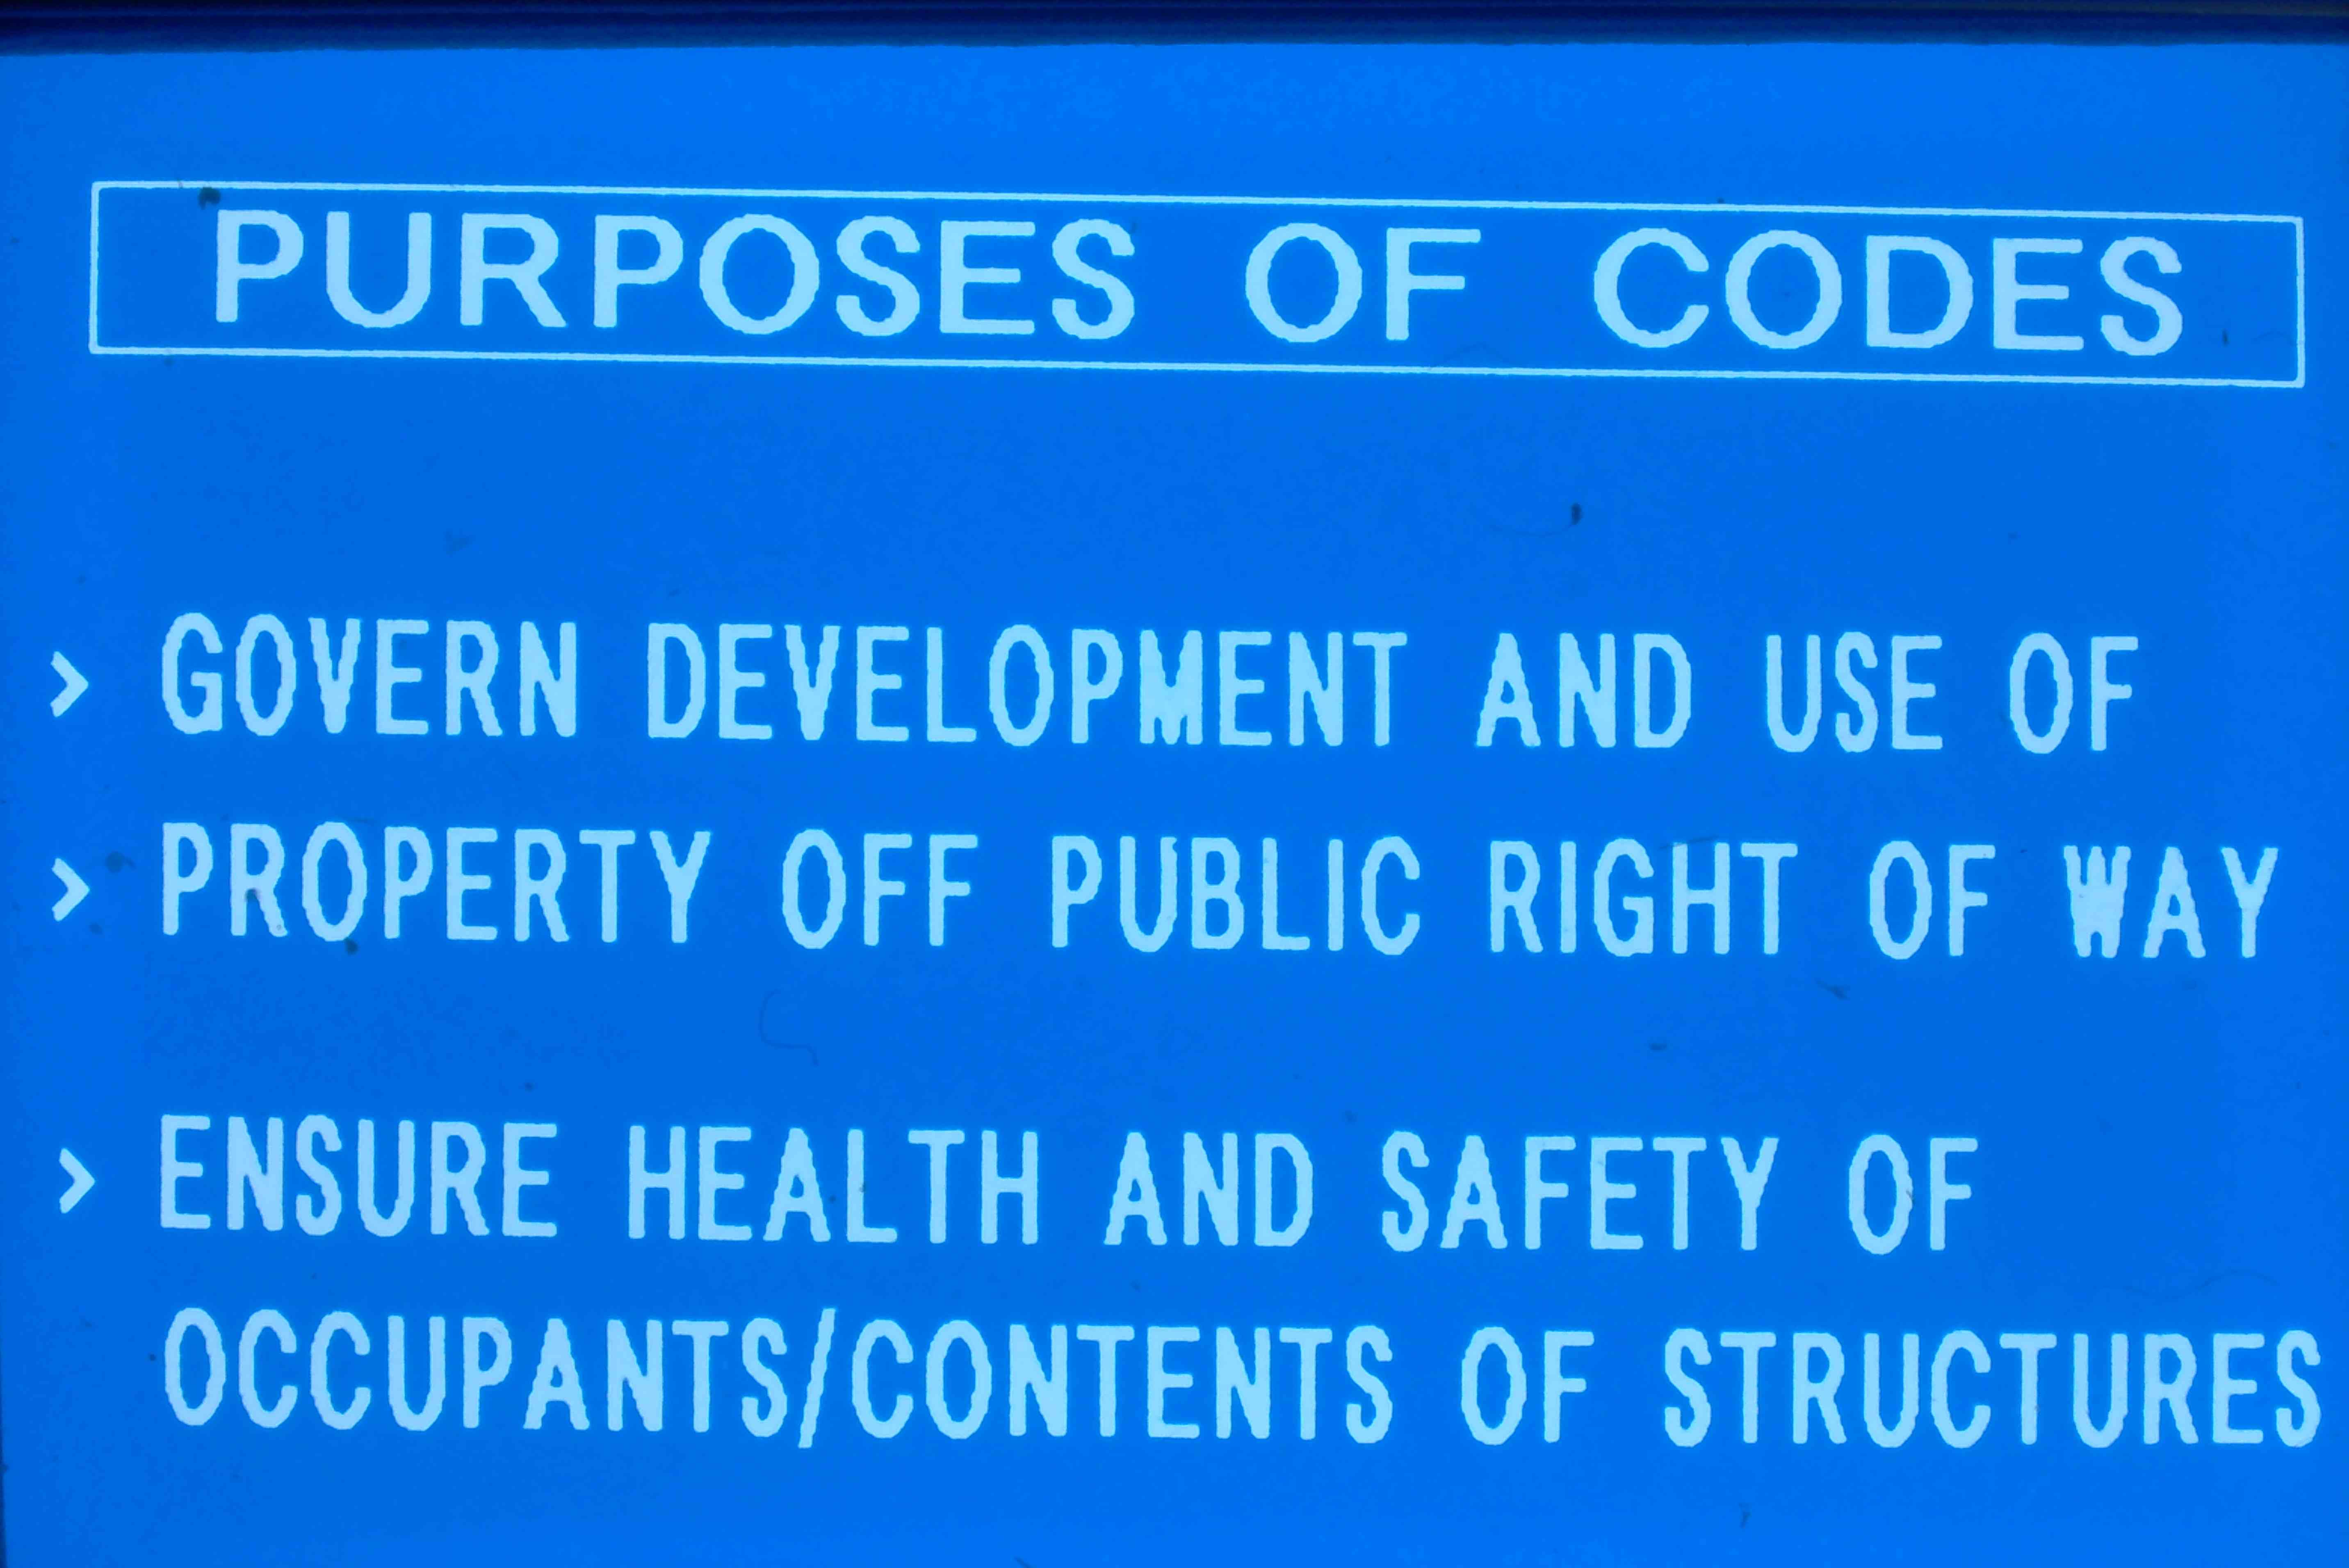 PURPOSES OF CODES
> GOVERN DEVELOPMENT AND USE OF
> PROPERTY OFF PUBLIC RIGHT OF WAY
> ENSURE HEALTH AND SAFETY OF
OCCUPANTS/CONTENTS OF STRUCTURES